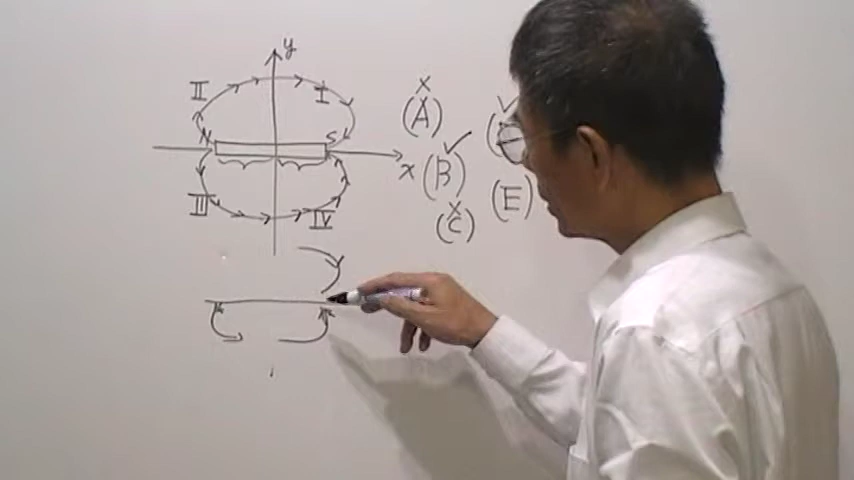 y
II I
N S
x
III IV
x
(A)
✓
(B)
x
(C)
✓
(E)